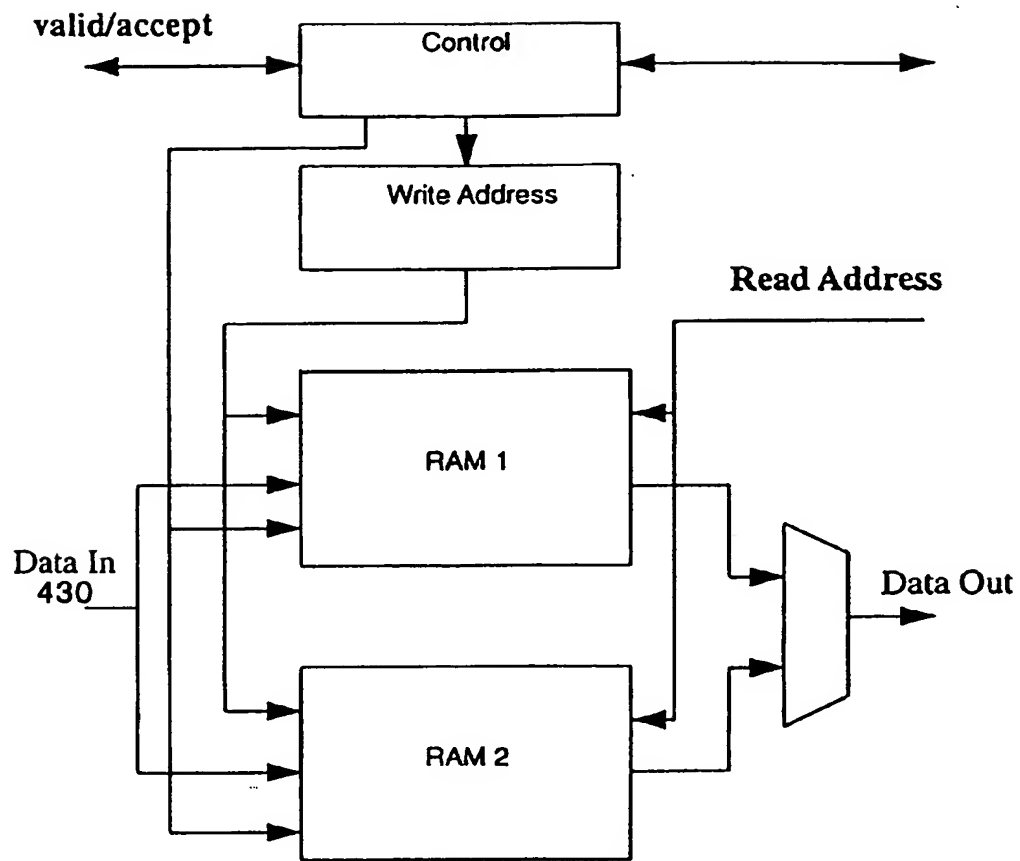 valid/accept
Control
Write Address
Read Address
RAM 1
Data In
430
Data Out
RAM 2